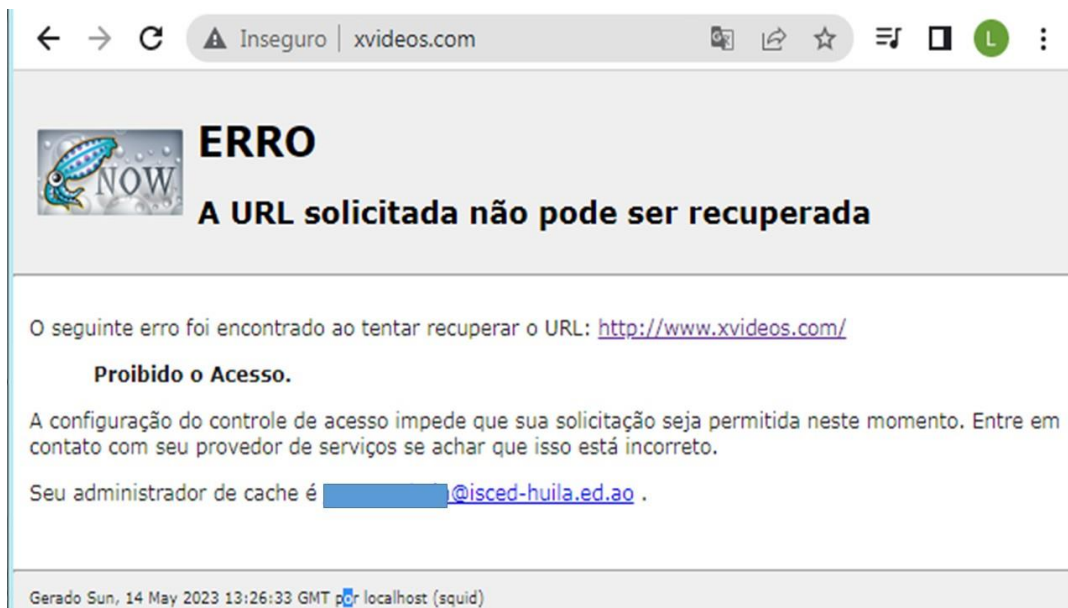 Inseguro | xvideos.com
L
NOW
ERRO
A URL solicitada não pode ser recuperada
O seguinte erro foi encontrado ao tentar recuperar o URL: http://www.xvideos.com/
Proibido o Acesso.
A configuração do controle de acesso impede que sua solicitação seja permitida neste momento. Entre em
contato com seu provedor de serviços se achar que isso está incorreto.
Seu administrador de cache é @isced-huila.ed.ao .
Gerado Sun, 14 May 2023 13:26:33 GMT por localhost (squid)